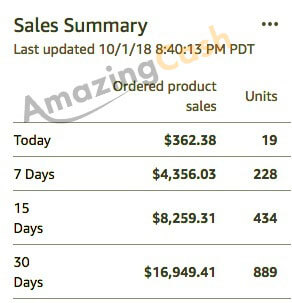 Sales Summary •••
Last updated 10/1/18 8:40:13 PM PDT
AmazingCash
Ordered product
sales Units
Today $362.38 19
7 Days $4,356.03 228
15
Days $8,259.31 434
30
Days $16,949.41 889